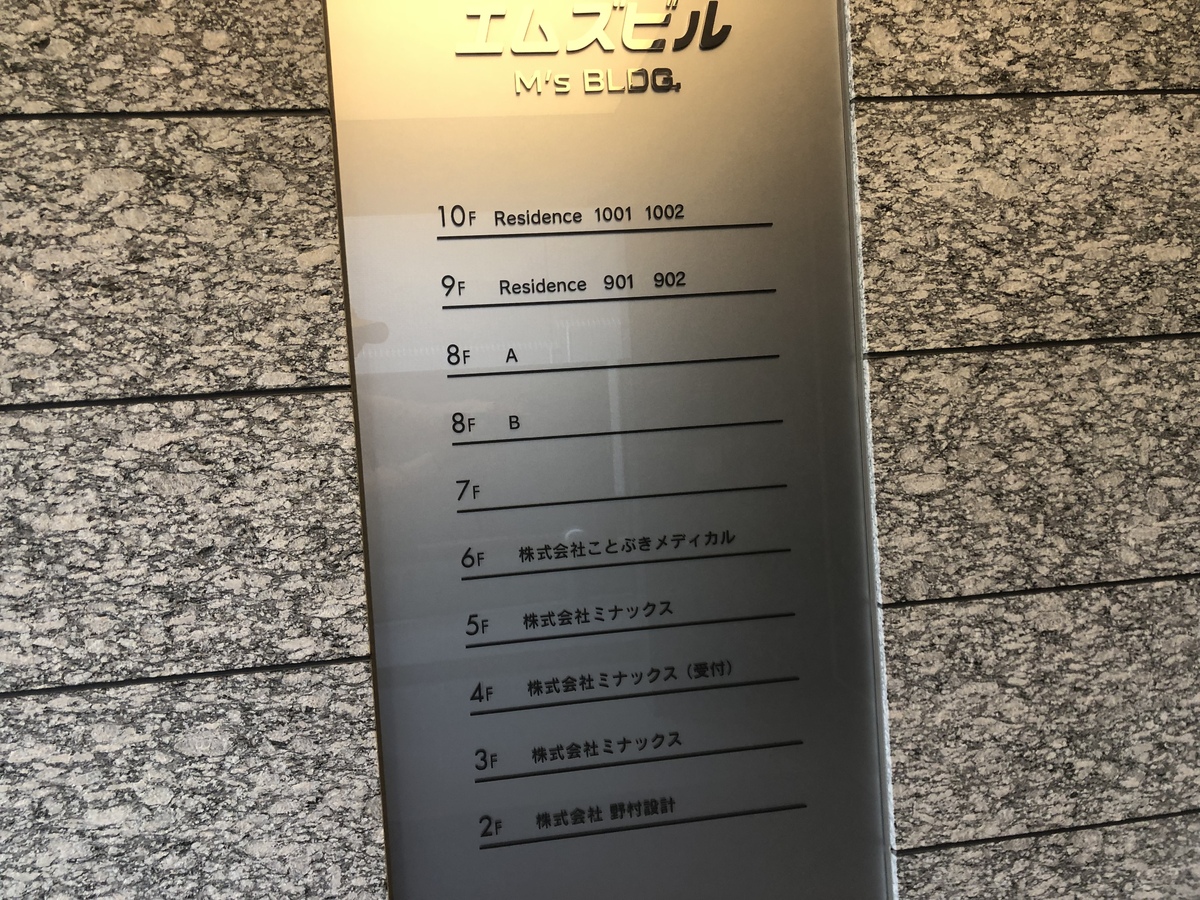 エムズビル
M's BLDG.
10F Residence 1001 1002
9F Residence 901 902
8F A
8F B
7F
6F 株式会社ことぶきメディカル
5F 株式会社ミナックス
4F 株式会社ミナックス（受付）
3F 株式会社ミナックス
2F 株式会社 野村設計